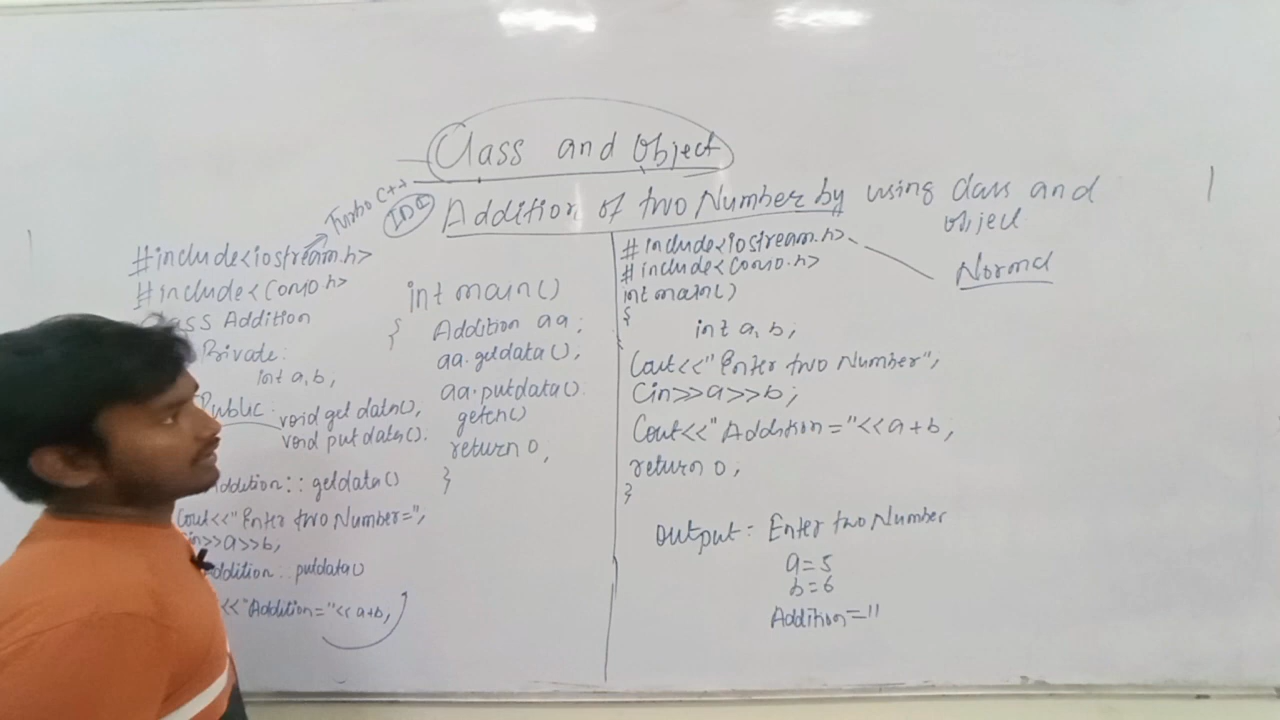 Class and Object
Turbo C++
IDE
Addition of two Number by using class and
object
#include<iostream.h>
#include<conio.h>
class Addition
Private:
int a,b;
Public:
void getdata(),
void putdata().
Addition:: getdata()
Cout<<"Enter two Number=";
Cin>>a>>b,
Addition:: putdata()
<<"Addition="<<a+b,
int main()
{ Addition aa;
aa.getdata(),
aa.putdata().
getch()
return 0,
}
#include<iostream.h>
Normal
#include<conio.h>
int main()
{
int a, b;
Cout<<"Enter two Number";
Cin>>a>>b;
Cout<<"Addition="<<a+b;
return 0;
}
Output: Enter two Number
a=5
b=6
Addition=11